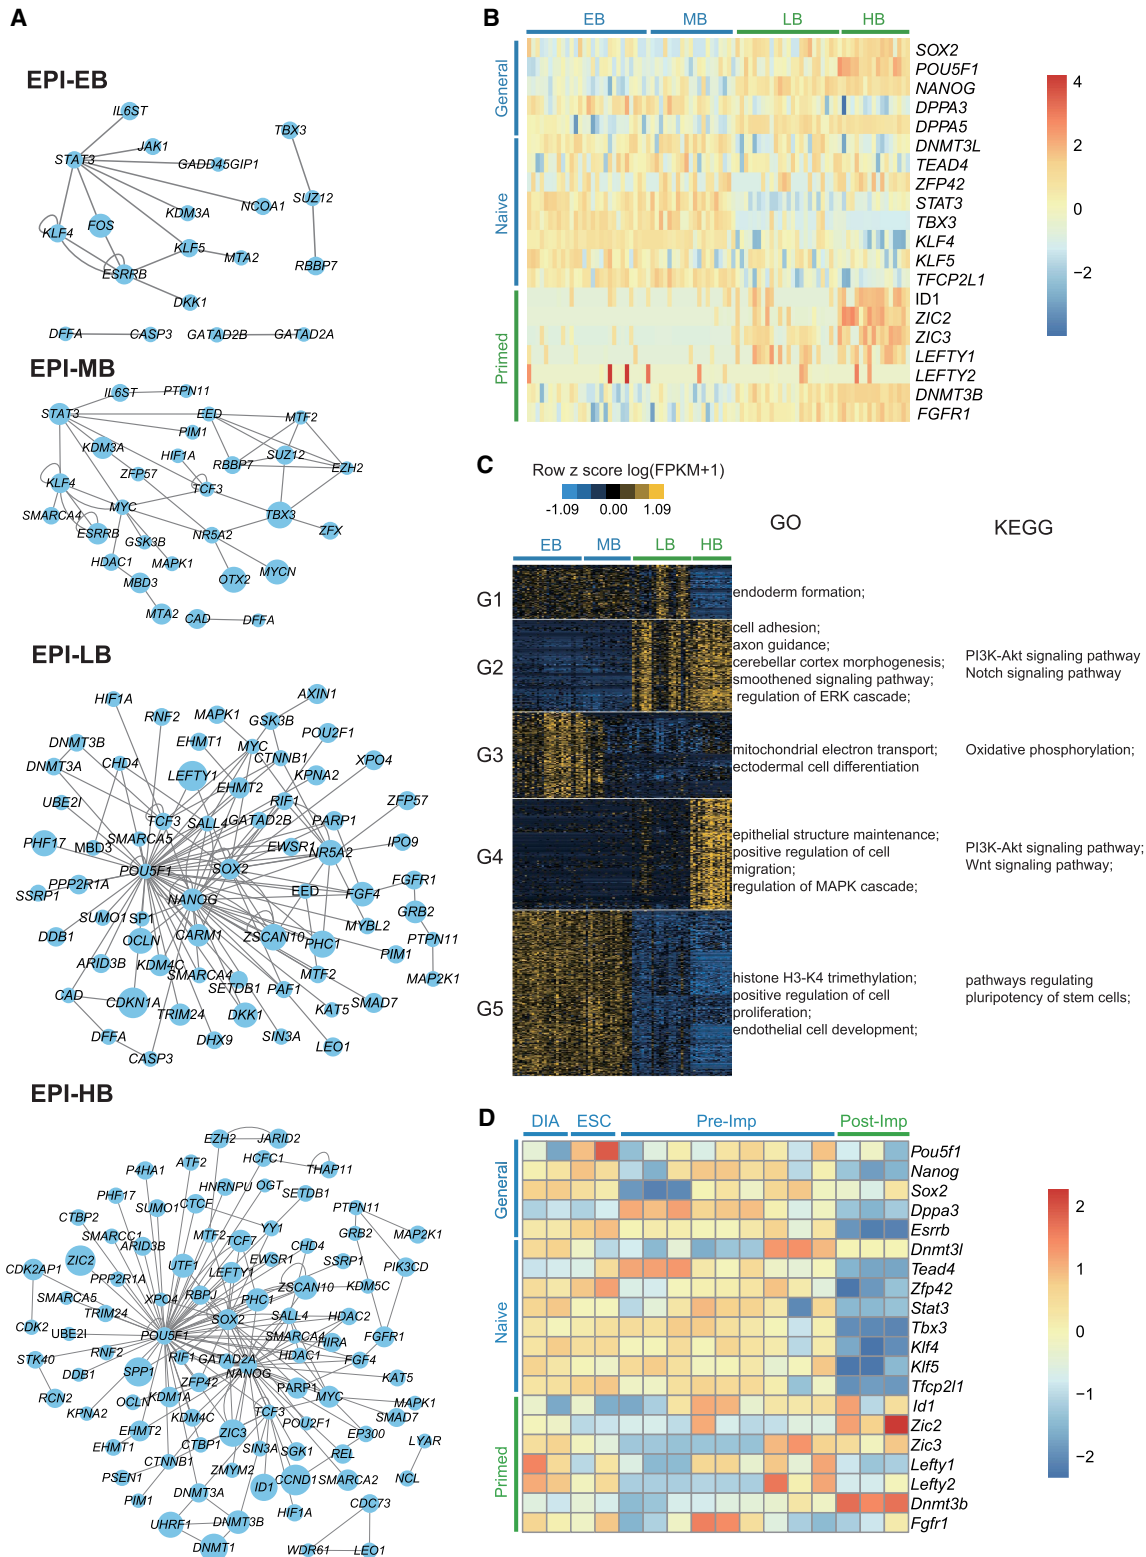 A
EPI-EB
IL6ST
TBX3
STAT3
JAK1
GADD45GIP1
SUZ12
NCOA1
KDM3A
FOS
KLF4
KLF5
MTA2
RBBP7
ESRRB
DKK1
DFFA
CASP3
GATAD2B
GATAD2A
EPI-MB
IL6ST
PTPN11
STAT3
EED
MTF2
PIM1
KDM3A
HIF1A
SUZ12
RBBP7
EZH2
ZFP57
KLF4
TCF3
MYC
SMARCA4
TBX3
ESRRB
NR5A2
ZFX
GSK3B
HDAC1
MAPK1
MBD3
OTX2
MYCN
MTA2
CAD
DFFA
EPI-LB
HIF1A
AXIN1
RNF2
MAPK1
GSK3B
POU2F1
DNMT3B
EHMT1
MYC
CTNNB1
XPO4
DNMT3A
CHD4
LEFTY1
KPNA2
EHMT2
UBE2I
RIF1
ZFP57
TCF3
SALL4
GATAD2B
PARP1
PHF17
MBD3
SMARCA5
EWSR1
NR5A2
IPO9
POU5F1
SOX2
PPP2R1A
SSRP1
EED
FGF4
FGFR1
NANOG
GRB2
SUMO1
SP1
MYBL2
DDB1
OCLN
CARM1
ZSCAN10
PHC1
PTPN11
PIM1
ARID3B
KDM4C
SMARCA4
MTF2
MAP2K1
SETDB1
PAF1
CAD
CDKN1A
TRIM24
DKK1
KAT5
SMAD7
DFFA
DHX9
SIN3A
LEO1
CASP3
EPI-HB
EZH2
JARID2
HCFC1
ATF2
P4HA1
THAP11
HNRNPU
OGT
SETDB1
PHF17
SUMO1
CTCF
PTPN11
CTBP2
YY1
GRB2
MAP2K1
SMARCC1
ARID3B
MTF2
TCF7
CHD4
ZIC2
UTF1
EWSR1
SSRP1
PIK3CD
CDK2AP1
PPP2R1A
LEFTY1
ZSCAN10
KDM5C
SMARCA5
XPO4
RBPJ
PHC1
TRIM24
SOX2
SALL4
HDAC2
CDK2
UBE2I
POU5F1
SMARCA4
HIRA
FGFR1
RNF2
RIF1
GATAD2A
HDAC1
FGF4
STK40
DDB1
SPP1
NANOG
ZFP42
KAT5
RCN2
OCLN
KDM1A
PARP1
MYC
MAPK1
KPNA2
KDM4C
TCF3
POU2F1
SMAD7
EHMT2
ZIC3
EP300
EHMT1
CTBP1
SIN3A
SGK1
REL
LYAR
CTNNB1
PSEN1
ZMYM2
ID1
CCND1
SMARCA2
NCL
PIM1
DNMT3A
HIF1A
CDC73
UHRF1
DNMT3B
DNMT1
WDR61
LEO1
B
EB
MB
LB
HB
General
Naive
Primed
SOX2
POU5F1
NANOG
DPPA3
DPPA5
DNMT3L
TEAD4
ZFP42
STAT3
TBX3
KLF4
KLF5
TFCP2L1
ID1
ZIC2
ZIC3
LEFTY1
LEFTY2
DNMT3B
FGFR1
4
2
0
−2
C
Row z score log(FPKM+1)
-1.09 0.00 1.09
GO
KEGG
EB
MB
LB
HB
G1
endoderm formation;
G2
cell adhesion;
axon guidance;
cerebellar cortex morphogenesis;
smoothened signaling pathway;
regulation of ERK cascade;
PI3K-Akt signaling pathway
Notch signaling pathway
G3
mitochondrial electron transport;
ectodermal cell differentiation
Oxidative phosphorylation;
G4
epithelial structure maintenance;
positive regulation of cell
migration;
regulation of MAPK cascade;
PI3K-Akt signaling pathway;
Wnt signaling pathway;
G5
histone H3-K4 trimethylation;
positive regulation of cell
proliferation;
endothelial cell development;
pathways regulating
pluripotency of stem cells;
D
DIA
ESC
Pre-Imp
Post-Imp
General
Naive
Primed
Pou5f1
Nanog
Sox2
Dppa3
Esrrb
Dnmt3l
Tead4
Zfp42
Stat3
Tbx3
Klf4
Klf5
Tfcp2l1
Id1
Zic2
Zic3
Lefty1
Lefty2
Dnmt3b
Fgfr1
2
1
0
−1
−2